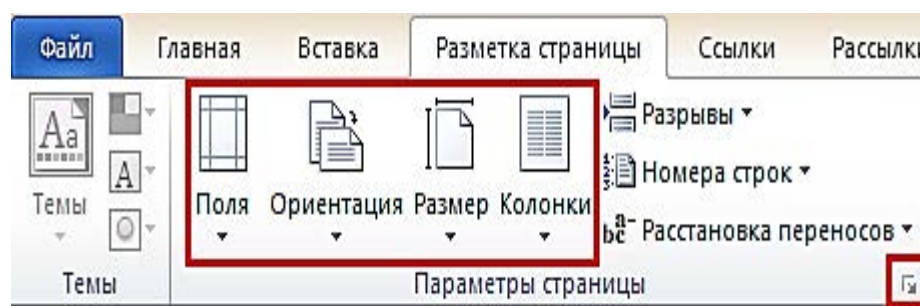 Файл Главная Вставка Разметка страницы Ссылки Рассылки
Aa
A
Темы
Поля Ориентация Размер Колонки
Разрывы
Номера строк
Расстановка переносов
Темы Параметры страницы